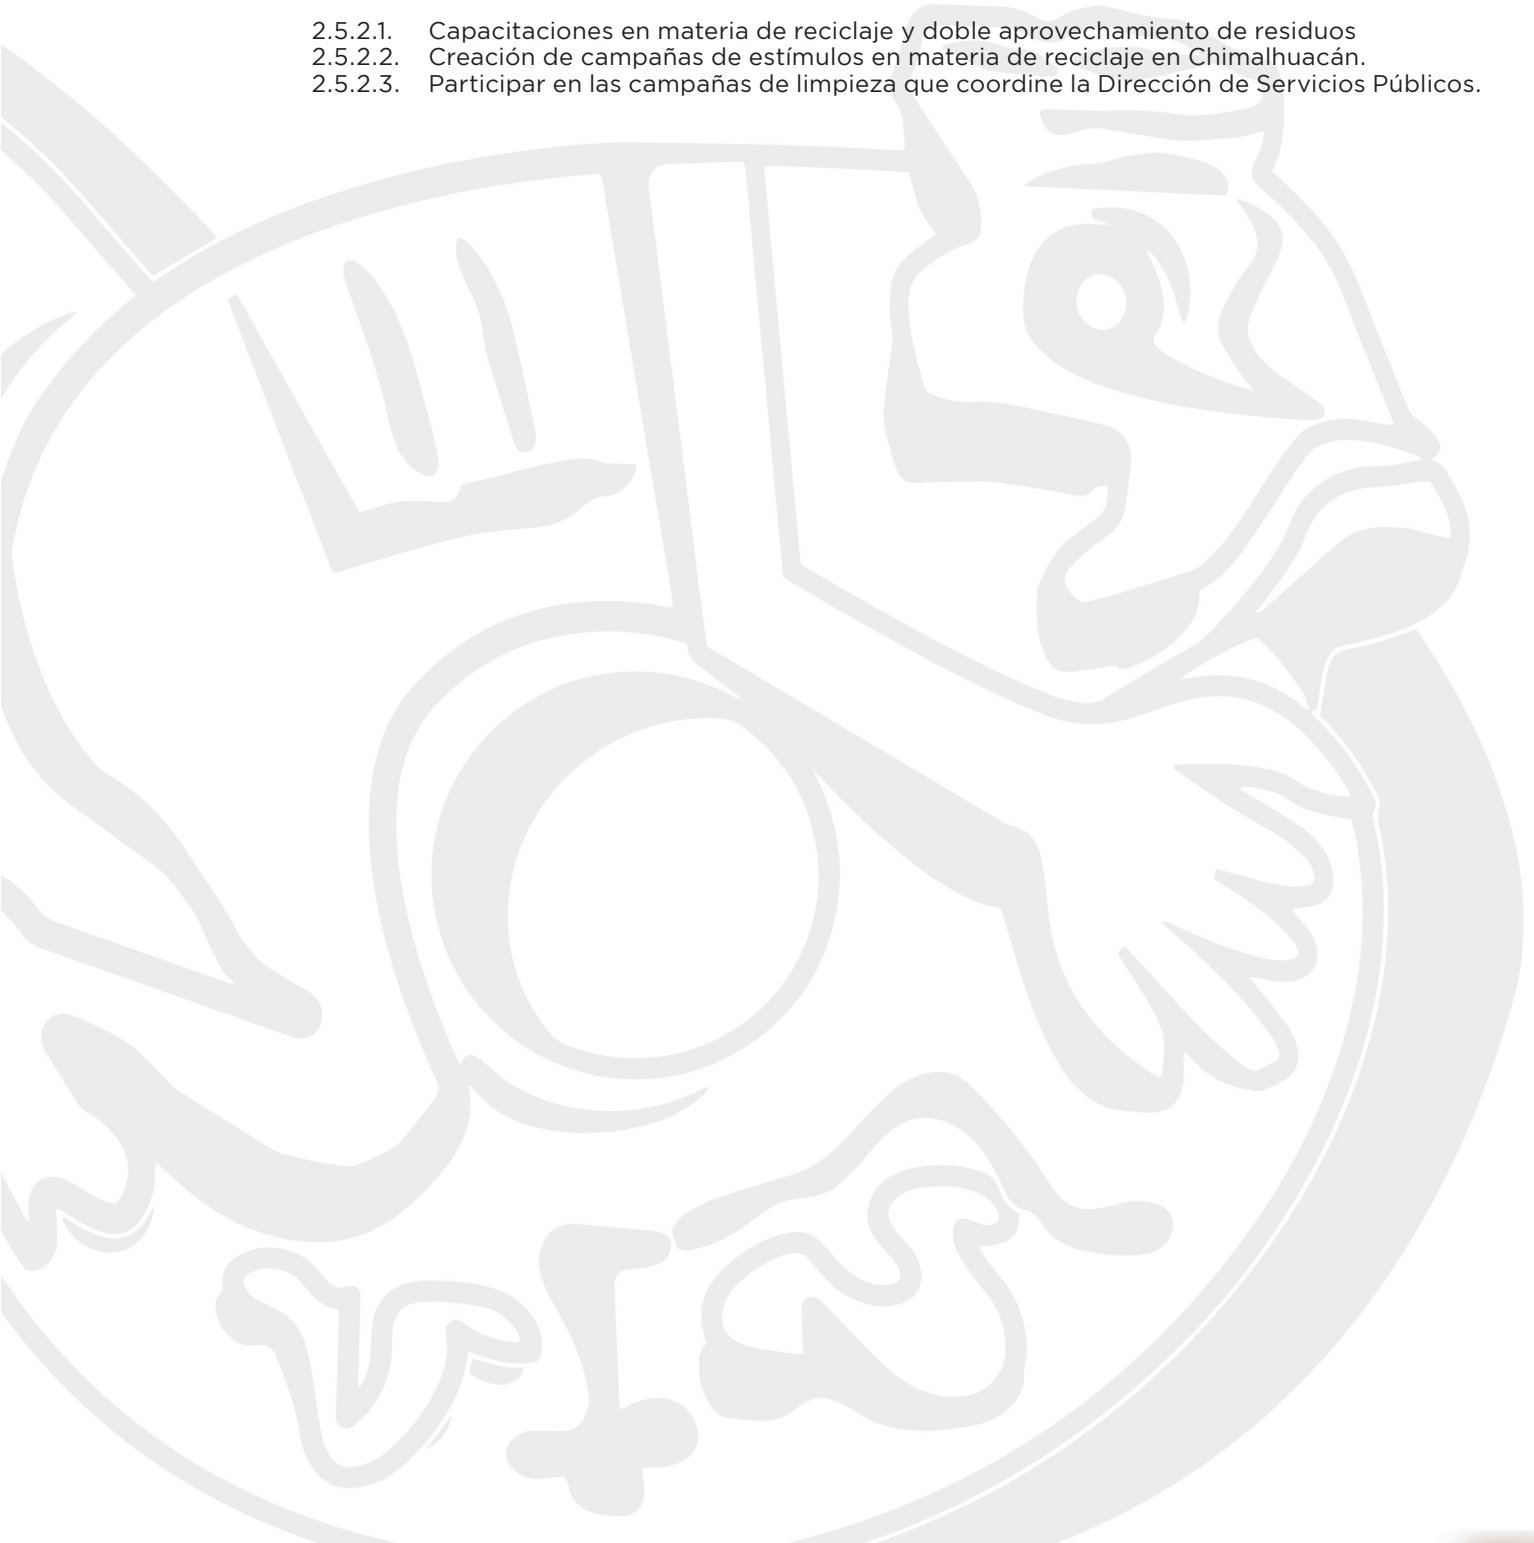 2.5.2.1. Capacitaciones en materia de reciclaje y doble aprovechamiento de residuos
2.5.2.2. Creación de campañas de estímulos en materia de reciclaje en Chimalhuacán.
2.5.2.3. Participar en las campañas de limpieza que coordine la Dirección de Servicios Públicos.